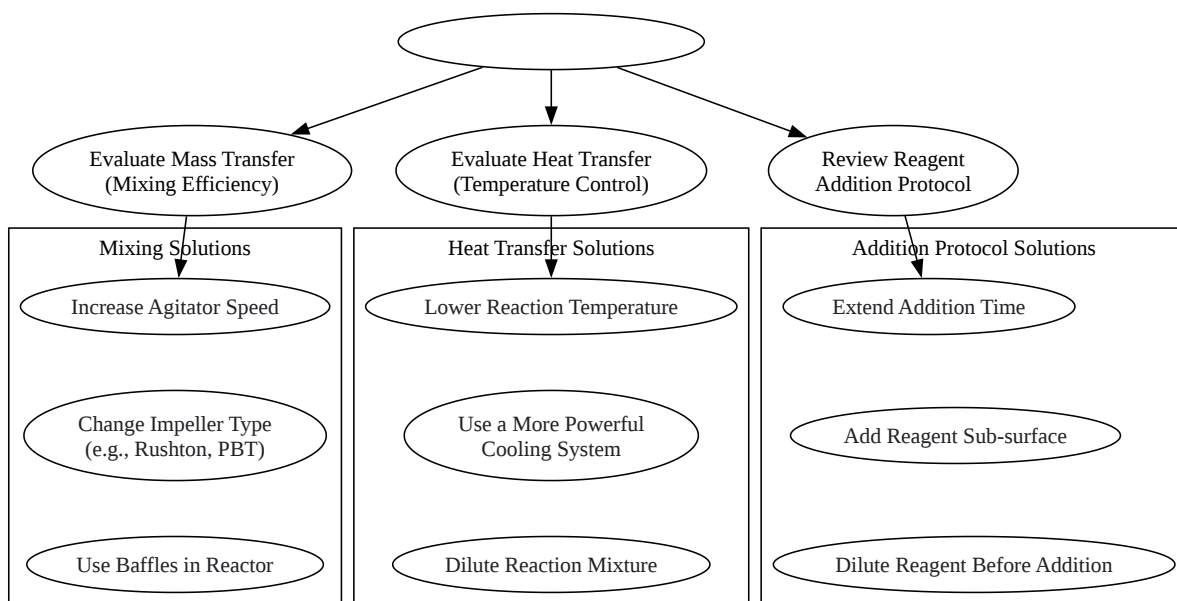 Evaluate Mass Transfer
(Mixing Efficiency)
Evaluate Heat Transfer
(Temperature Control)
Review Reagent
Addition Protocol
Mixing Solutions
Increase Agitator Speed
Change Impeller Type
(e.g., Rushton, PBT)
Use Baffles in Reactor
Heat Transfer Solutions
Lower Reaction Temperature
Use a More Powerful
Cooling System
Dilute Reaction Mixture
Addition Protocol Solutions
Extend Addition Time
Add Reagent Sub-surface
Dilute Reagent Before Addition